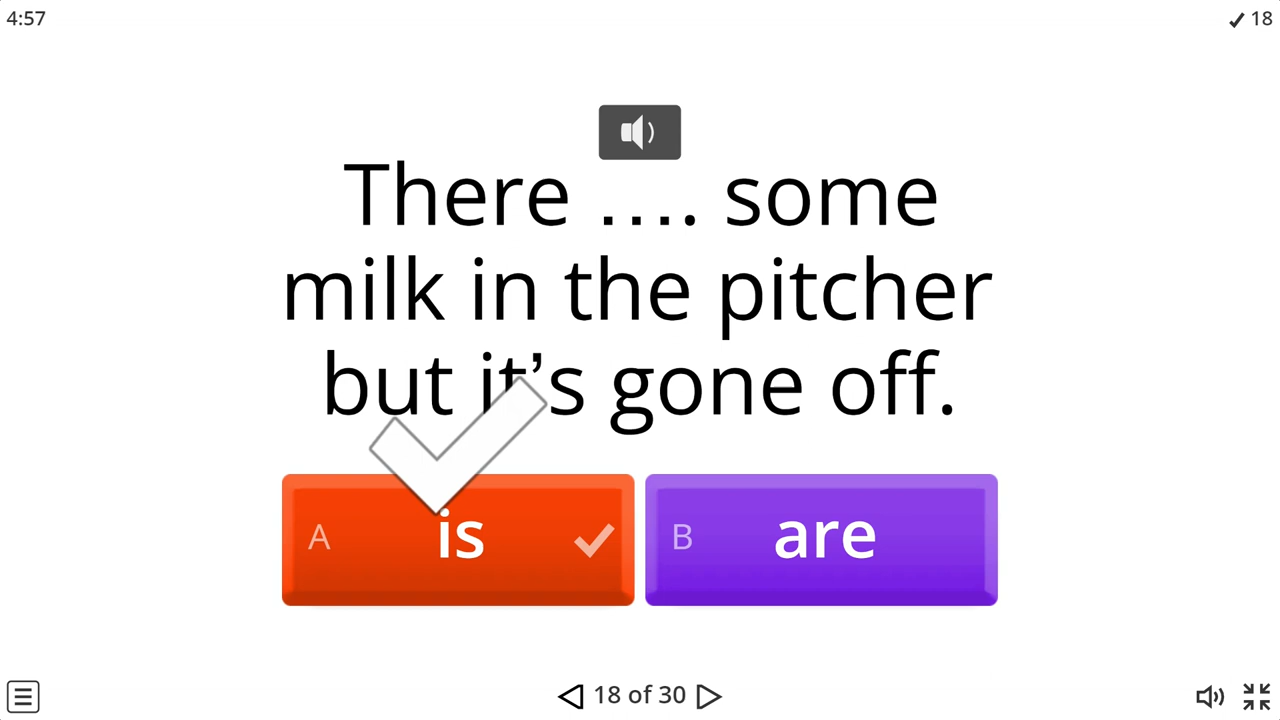 4:57
18
There .... some
milk in the pitcher
but it’s gone off.
A is
B are
18 of 30